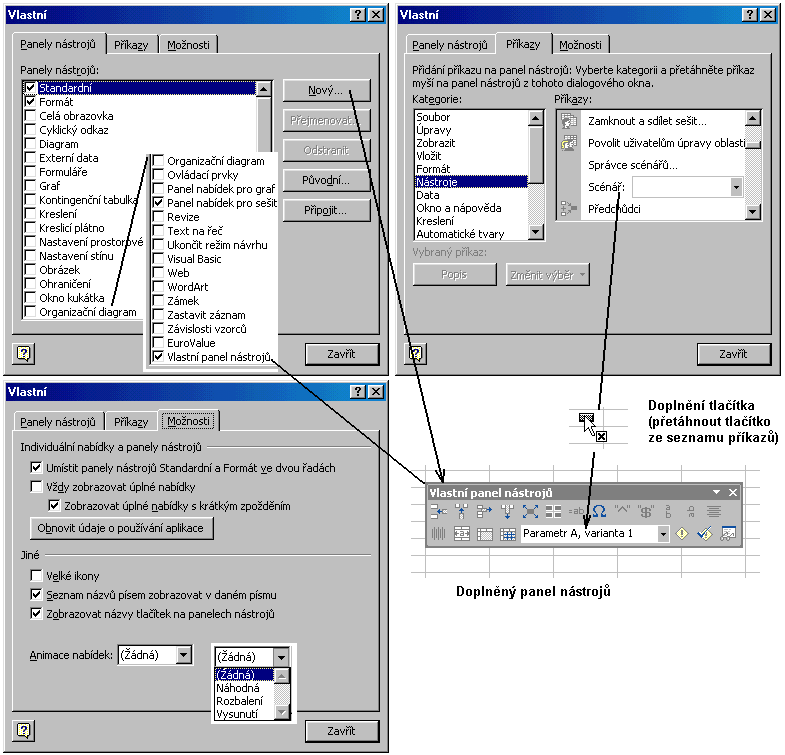 Vlastní
Panely nástrojů
Příkazy
Možnosti
Panely nástrojů:
Standardní
Formát
Celá obrazovka
Cyklický odkaz
Diagram
Externí data
Formuláře
Graf
Kontingenční tabulka
Kreslení
Kreslicí plátno
Nastavení prostorové
Nastavení stínu
Obrázek
Ohraničení
Okno kukátka
Organizační diagram
Organizační diagram
Ovládací prvky
Panel nabídek pro graf
Panel nabídek pro sešit
Revize
Text na řeč
Ukončit režim návrhu
Visual Basic
Web
WordArt
Zámek
Zastavit záznam
Závislosti vzorců
EuroValue
Vlastní panel nástrojů
Nový...
Přejmenovat...
Odstranit
Původní...
Připojit...
Zavřít
Vlastní
Panely nástrojů
Příkazy
Možnosti
Přidání příkazu na panel nástrojů: Vyberte kategorii a přetáhněte příkaz
myší na panel nástrojů z tohoto dialogového okna.
Kategorie:
Soubor
Úpravy
Zobrazit
Vložit
Formát
Nástroje
Data
Okno a nápověda
Kreslení
Automatické tvary
Příkazy:
Zamknout a sdílet sešit...
Povolit uživatelům úpravy oblastí
Správce scénářů...
Scénář:
Předchůdci
Vybraný příkaz:
Popis
Změnit výběr
Zavřít
Vlastní
Panely nástrojů
Příkazy
Možnosti
Individuální nabídky a panely nástrojů
Umístit panely nástrojů Standardní a Formát ve dvou řadách
Vždy zobrazovat úplné nabídky
Zobrazovat úplné nabídky s krátkým zpožděním
Obnovit údaje o používání aplikace
Jiné
Velké ikony
Seznam názvů písem zobrazovat v daném písmu
Zobrazovat názvy tlačítek na panelech nástrojů
Animace nabídek: (Žádná)
(Žádná)
(Žádná)
Náhodná
Rozbalení
Vysunutí
Zavřít
Doplnění tlačítka
(přetáhnout tlačítko
ze seznamu příkazů)
Vlastní panel nástrojů
Parametr A, varianta 1
Doplněný panel nástrojů